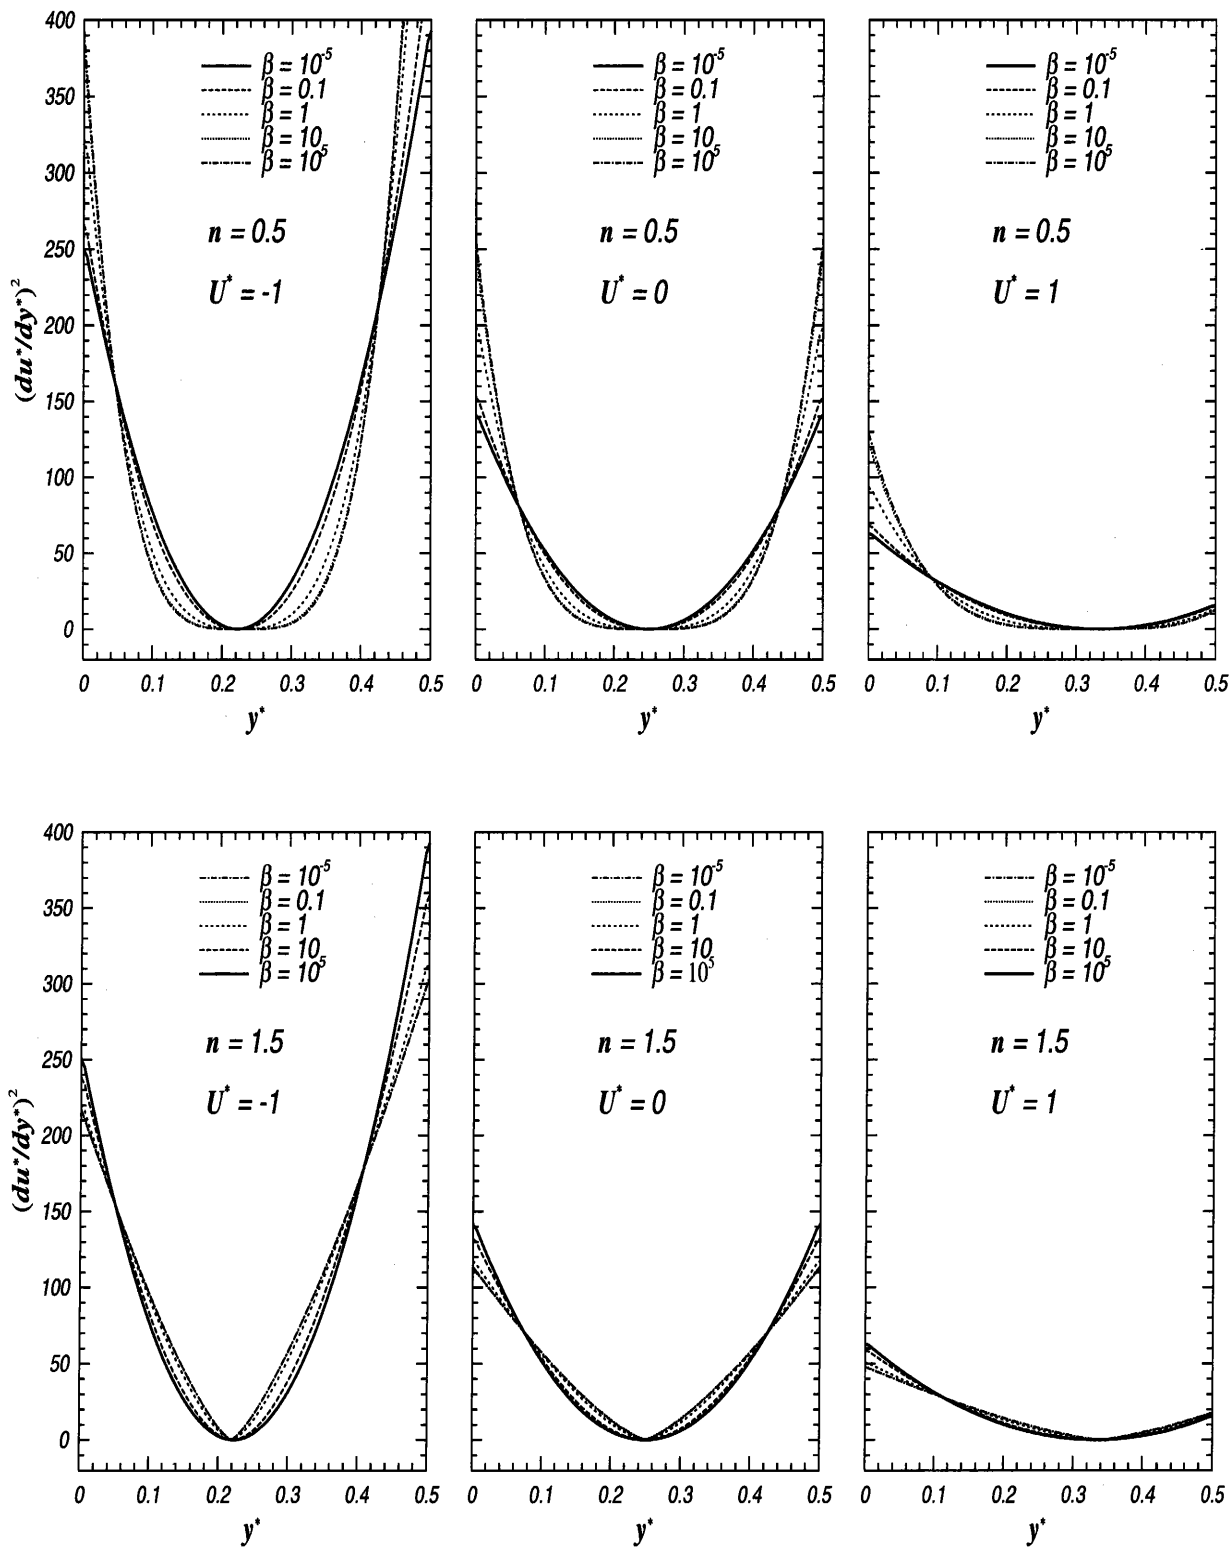 400
350
300
250
200
150
100
50
0
(du*/dy*)²
β = 10⁻⁵
β = 0.1
β = 1
β = 10
β = 10⁵
n = 0.5
U* = -1
0 0.1 0.2 0.3 0.4 0.5
y*
β = 10⁻⁵
β = 0.1
β = 1
β = 10
β = 10⁵
n = 0.5
U* = 0
0 0.1 0.2 0.3 0.4 0.5
y*
β = 10⁻⁵
β = 0.1
β = 1
β = 10
β = 10⁵
n = 0.5
U* = 1
0 0.1 0.2 0.3 0.4 0.5
y*
400
350
300
250
200
150
100
50
0
(du*/dy*)²
β = 10⁻⁵
β = 0.1
β = 1
β = 10
β = 10⁵
n = 1.5
U* = -1
0 0.1 0.2 0.3 0.4 0.5
y*
β = 10⁻⁵
β = 0.1
β = 1
β = 10
β = 10⁵
n = 1.5
U* = 0
0 0.1 0.2 0.3 0.4 0.5
y*
β = 10⁻⁵
β = 0.1
β = 1
β = 10
β = 10⁵
n = 1.5
U* = 1
0 0.1 0.2 0.3 0.4 0.5
y*